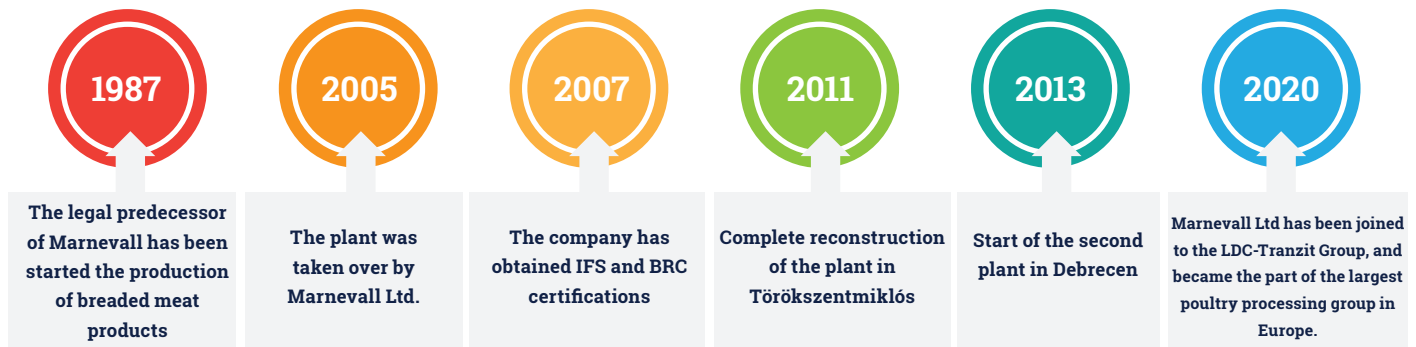 1987
2005
2007
2011
2013
2020
The legal predecessor
of Marnevall has been
started the production
of breaded meat
products
The plant was
taken over by
Marnevall Ltd.
The company has
obtained IFS and BRC
certifications
Complete reconstruction
of the plant in
Törökszentmiklós
Start of the second
plant in Debrecen
Marnevall Ltd has been joined
to the LDC-Tranzit Group, and
became the part of the largest
poultry processing group in
Europe.